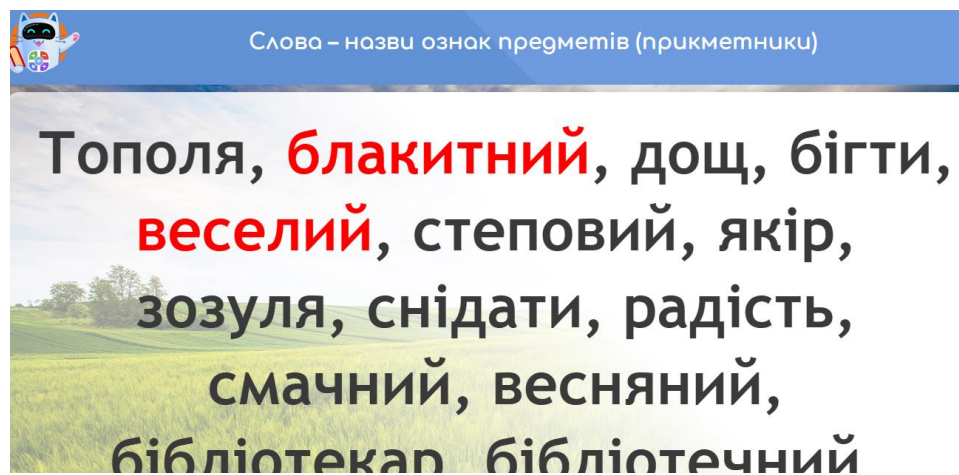 Слова – назви ознак предметів (прикметники)
Тополя, блакитний, дощ, бігти,
веселий, степовий, якір,
зозуля, снідати, радість,
смачний, весняний,
бібліотекар, бібліотечний